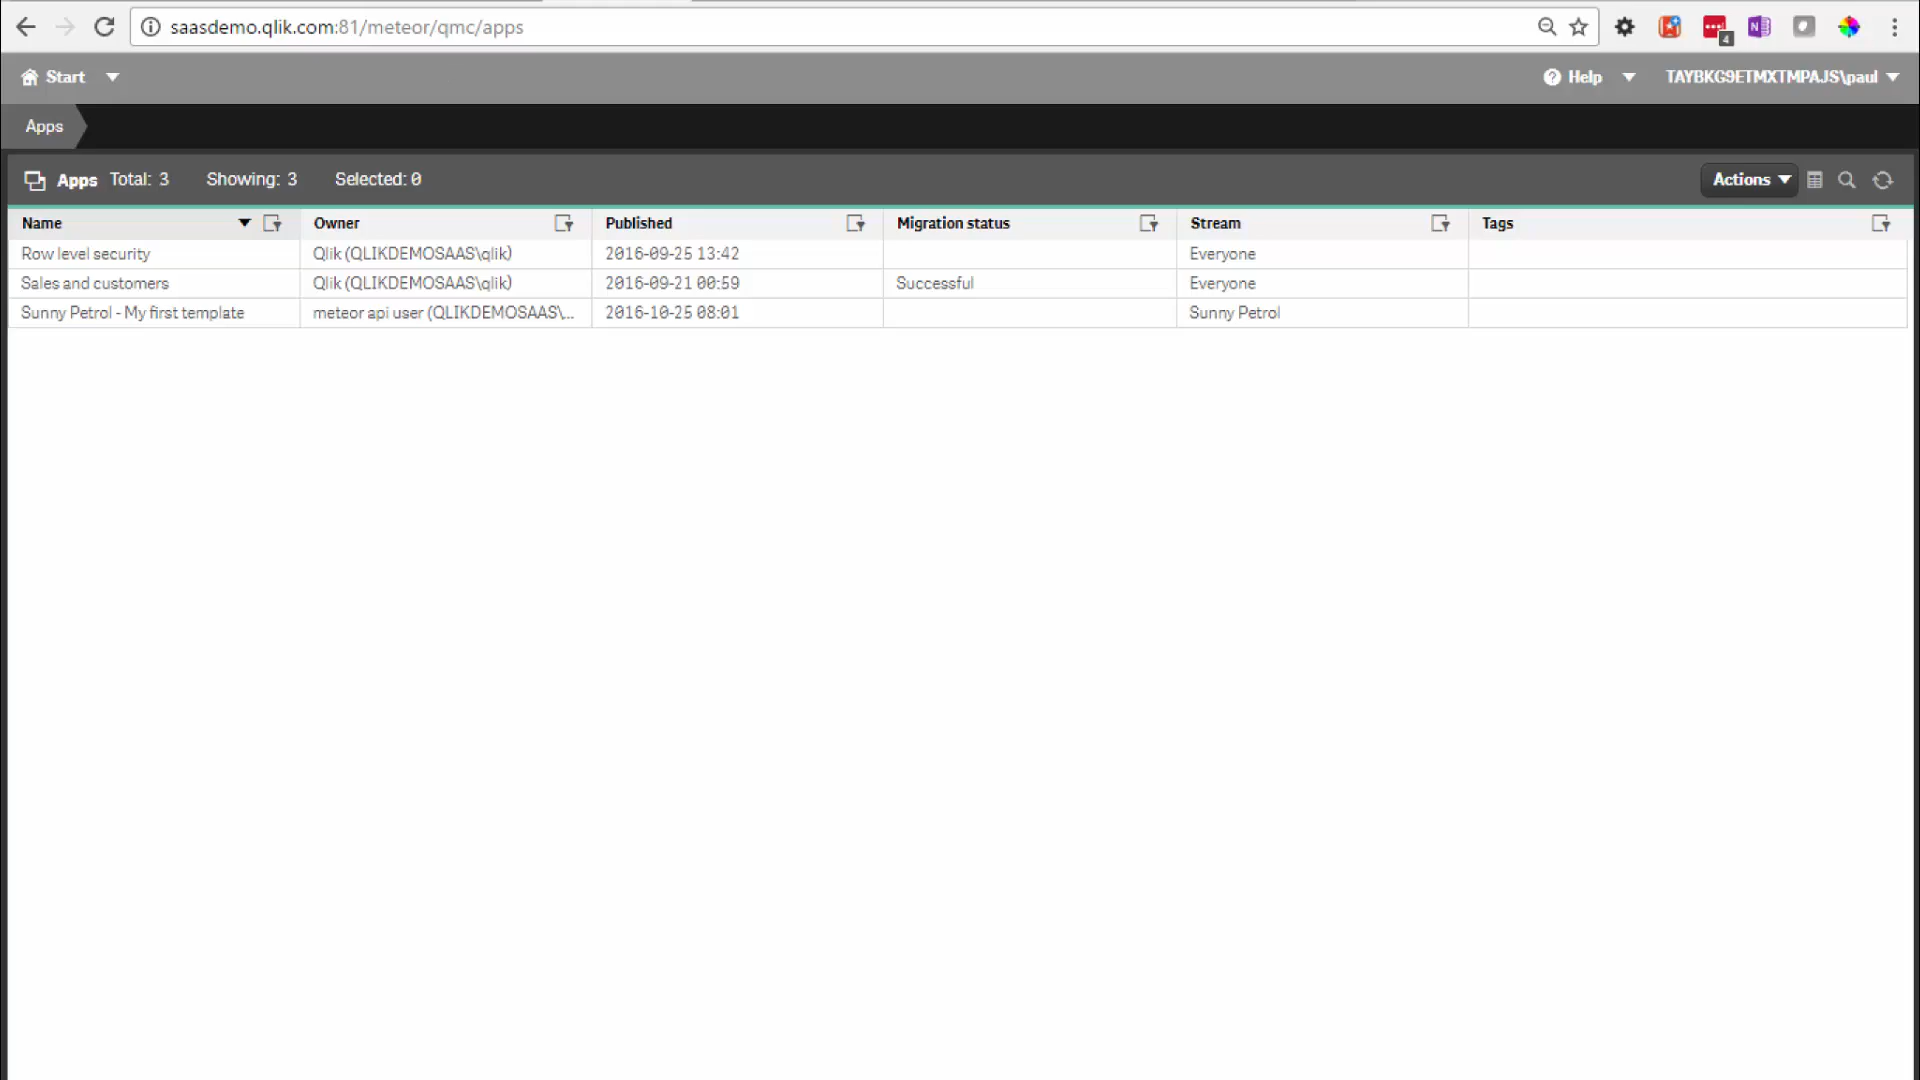 saasdemo.qlik.com:81/meteor/qmc/apps
4
Start
Help
TAYBKG9ETMXTMPAJS\paul
Apps
Apps Total: 3 Showing: 3 Selected: 0
Actions
Name Owner Published Migration status Stream Tags
Row level security Qlik (QLIKDEMOSAAS\qlik) 2016-09-25 13:42 Everyone
Sales and customers Qlik (QLIKDEMOSAAS\qlik) 2016-09-21 00:59 Successful Everyone
Sunny Petrol - My first template meteor api user (QLIKDEMOSAAS\... 2016-10-25 08:01 Sunny Petrol